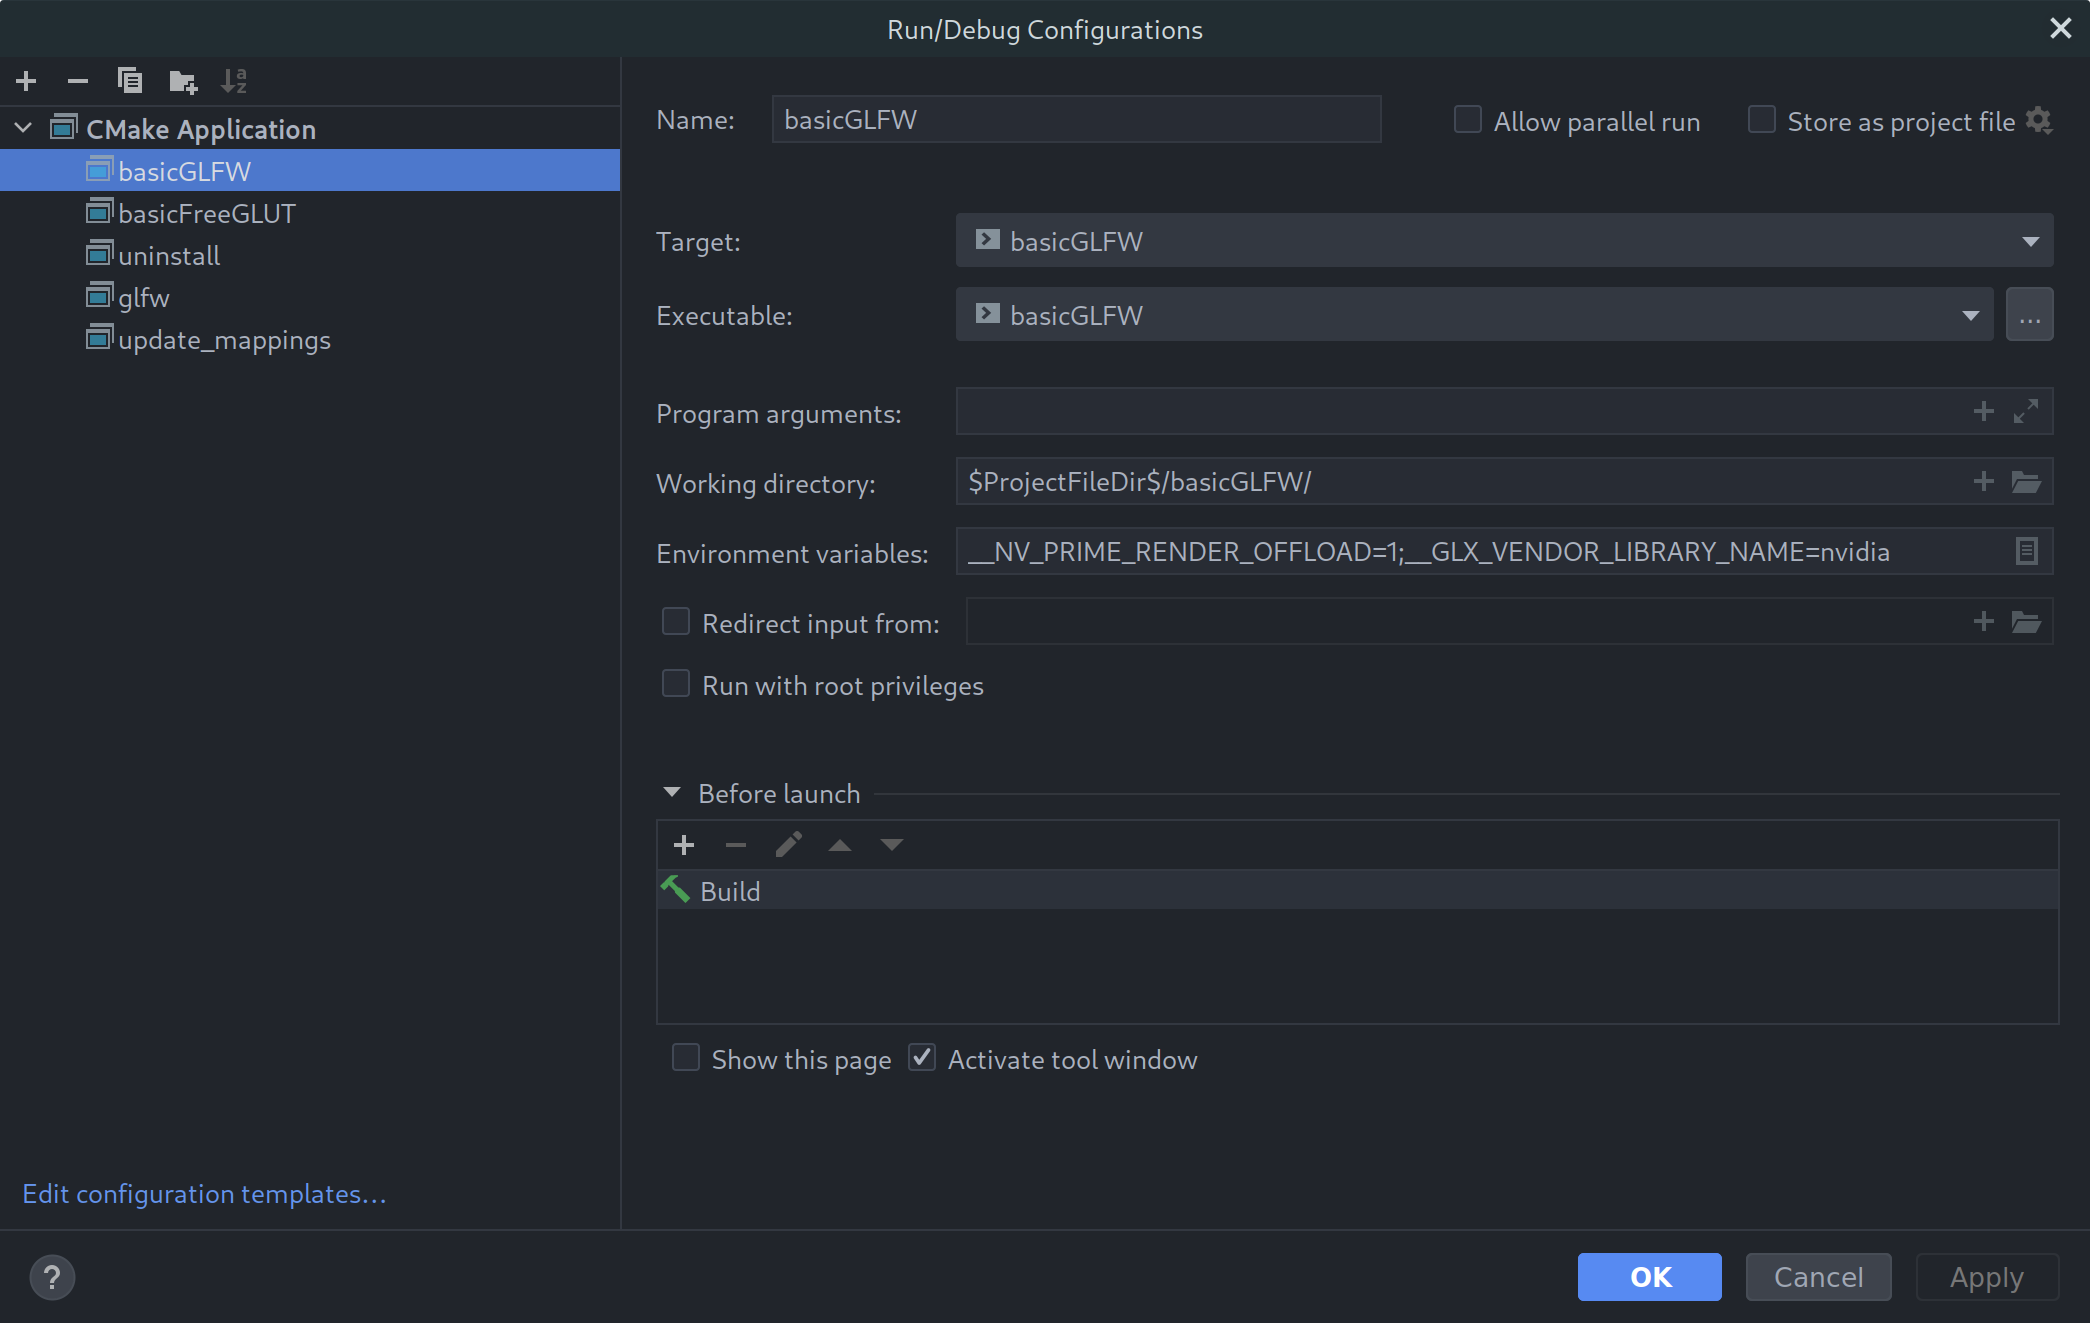 Run/Debug Configurations
CMake Application
basicGLFW
basicFreeGLUT
uninstall
glfw
update_mappings
Edit configuration templates...
Name: basicGLFW Allow parallel run Store as project file
Target: basicGLFW
Executable: basicGLFW ...
Program arguments:
Working directory: $ProjectFileDir$/basicGLFW/
Environment variables: __NV_PRIME_RENDER_OFFLOAD=1;__GLX_VENDOR_LIBRARY_NAME=nvidia
Redirect input from:
Run with root privileges
Before launch
Build
Show this page Activate tool window
? OK Cancel Apply